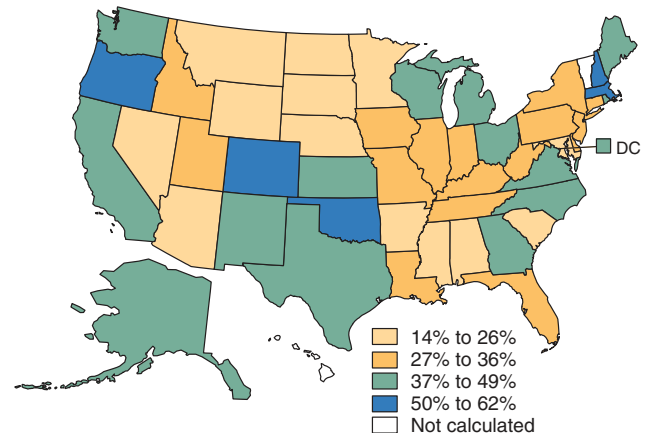 DC
14% to 26%
27% to 36%
37% to 49%
50% to 62%
Not calculated